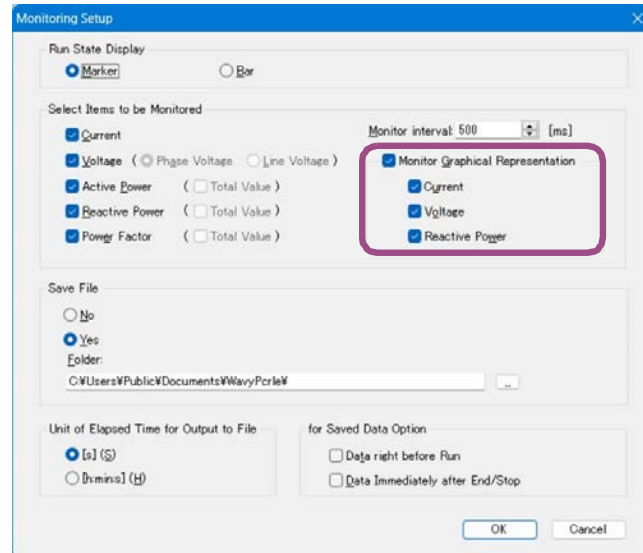 Monitoring Setup
Run State Display
Marker
Bar
Select Items to be Monitored
Current
Voltage ( Phase Voltage Line Voltage )
Active Power ( Total Value )
Reactive Power ( Total Value )
Power Factor ( Total Value )
Monitor interval: 500 [ms]
Monitor Graphical Representation
Current
Voltage
Reactive Power
Save File
No
Yes
Folder:
C:¥Users¥Public¥Documents¥WavyPcrle¥
...
Unit of Elapsed Time for Output to File
[s] (S)
[h:min:s] (H)
for Saved Data Option
Data right before Run
Data Immediately after End/Stop
OK Cancel